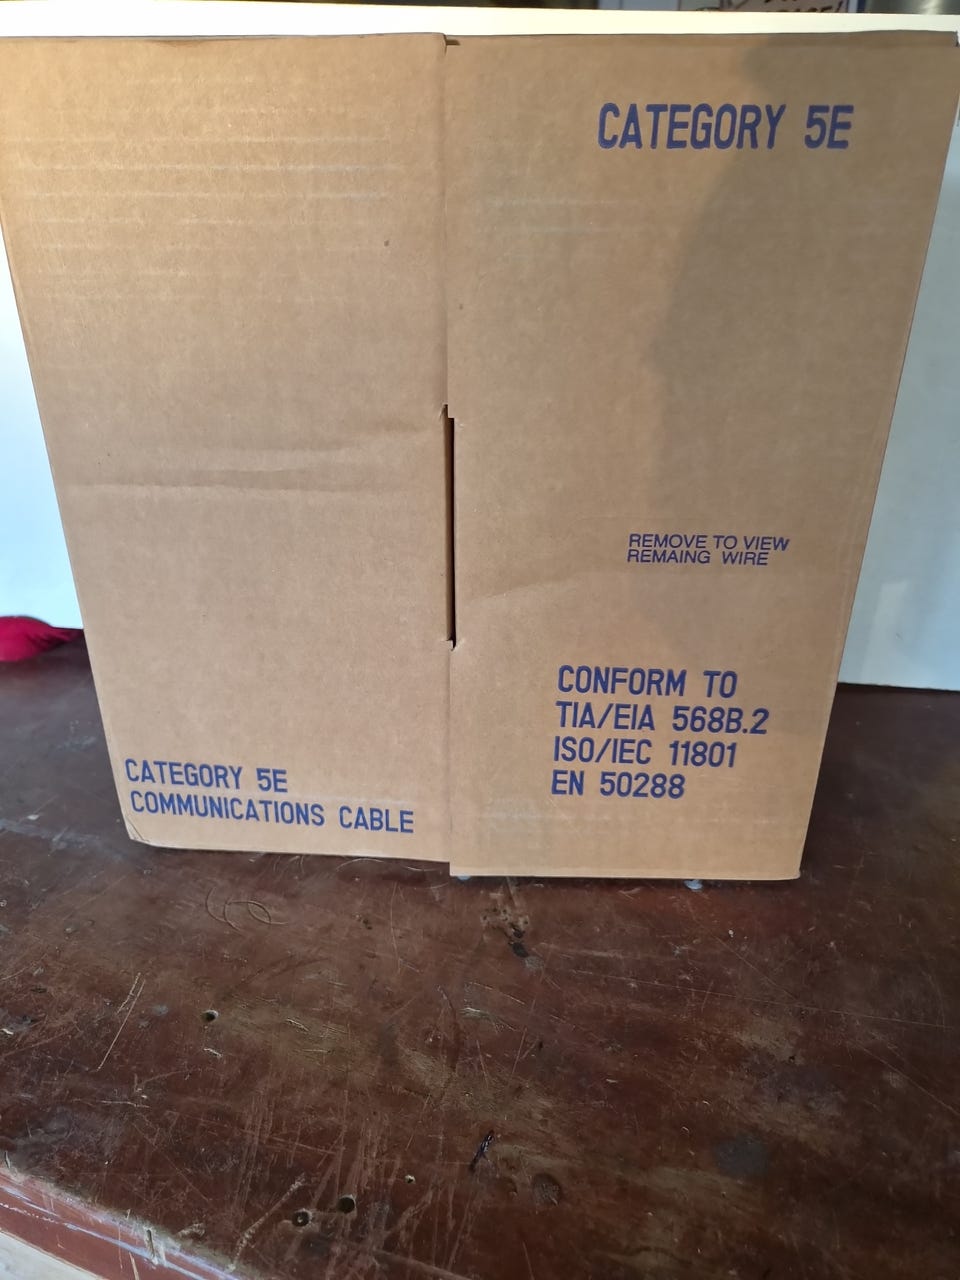 CATEGORY 5E
REMOVE TO VIEW
REMAING WIRE
CONFORM TO
TIA/EIA 568B.2
ISO/IEC 11801
EN 50288
CATEGORY 5E
COMMUNICATIONS CABLE